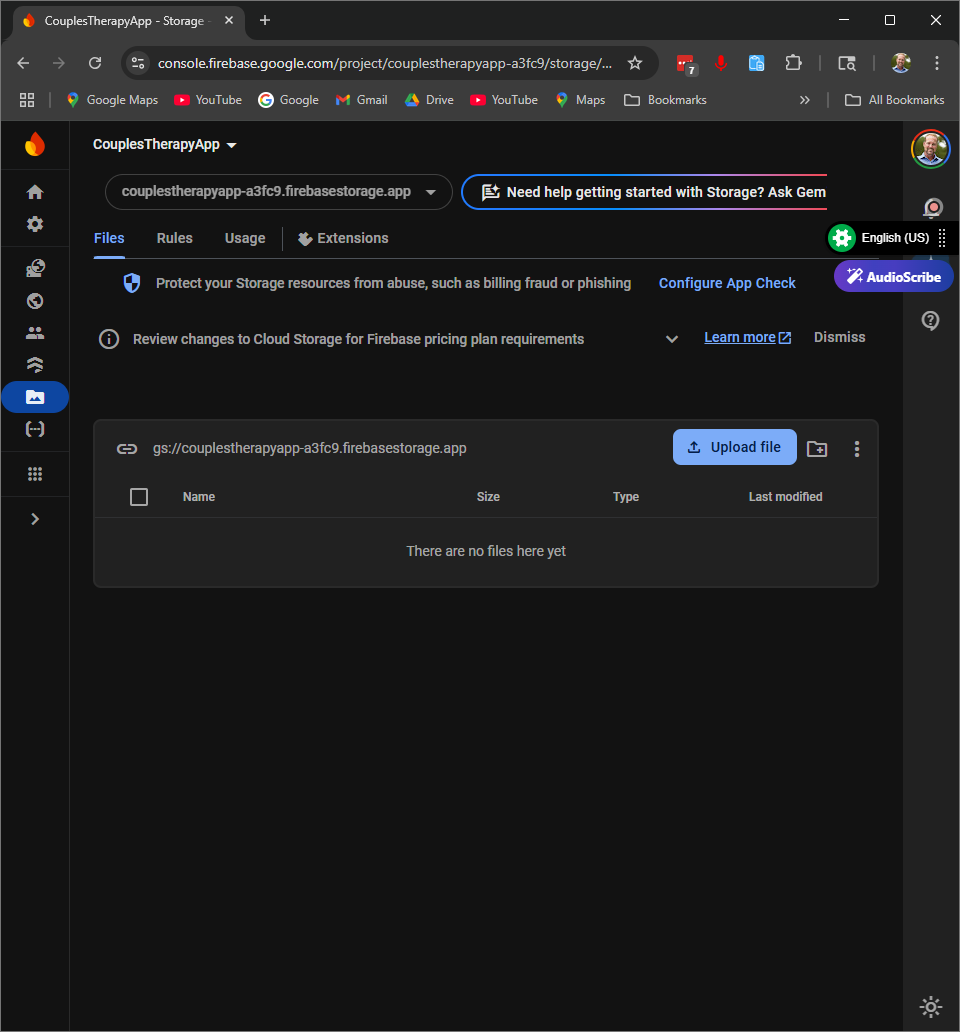 CouplesTherapyApp - Storage -
console.firebase.google.com/project/couplestherapyapp-a3fc9/storage/...
7
Google Maps
YouTube
Google
Gmail
Drive
YouTube
Maps
Bookmarks
All Bookmarks
CouplesTherapyApp
couplestherapyapp-a3fc9.firebasestorage.app
Need help getting started with Storage? Ask Gem
Files
Rules
Usage
Extensions
English (US)
Protect your Storage resources from abuse, such as billing fraud or phishing
Configure App Check
AudioScribe
Review changes to Cloud Storage for Firebase pricing plan requirements
Learn more
Dismiss
gs://couplestherapyapp-a3fc9.firebasestorage.app
Upload file
Name
Size
Type
Last modified
There are no files here yet